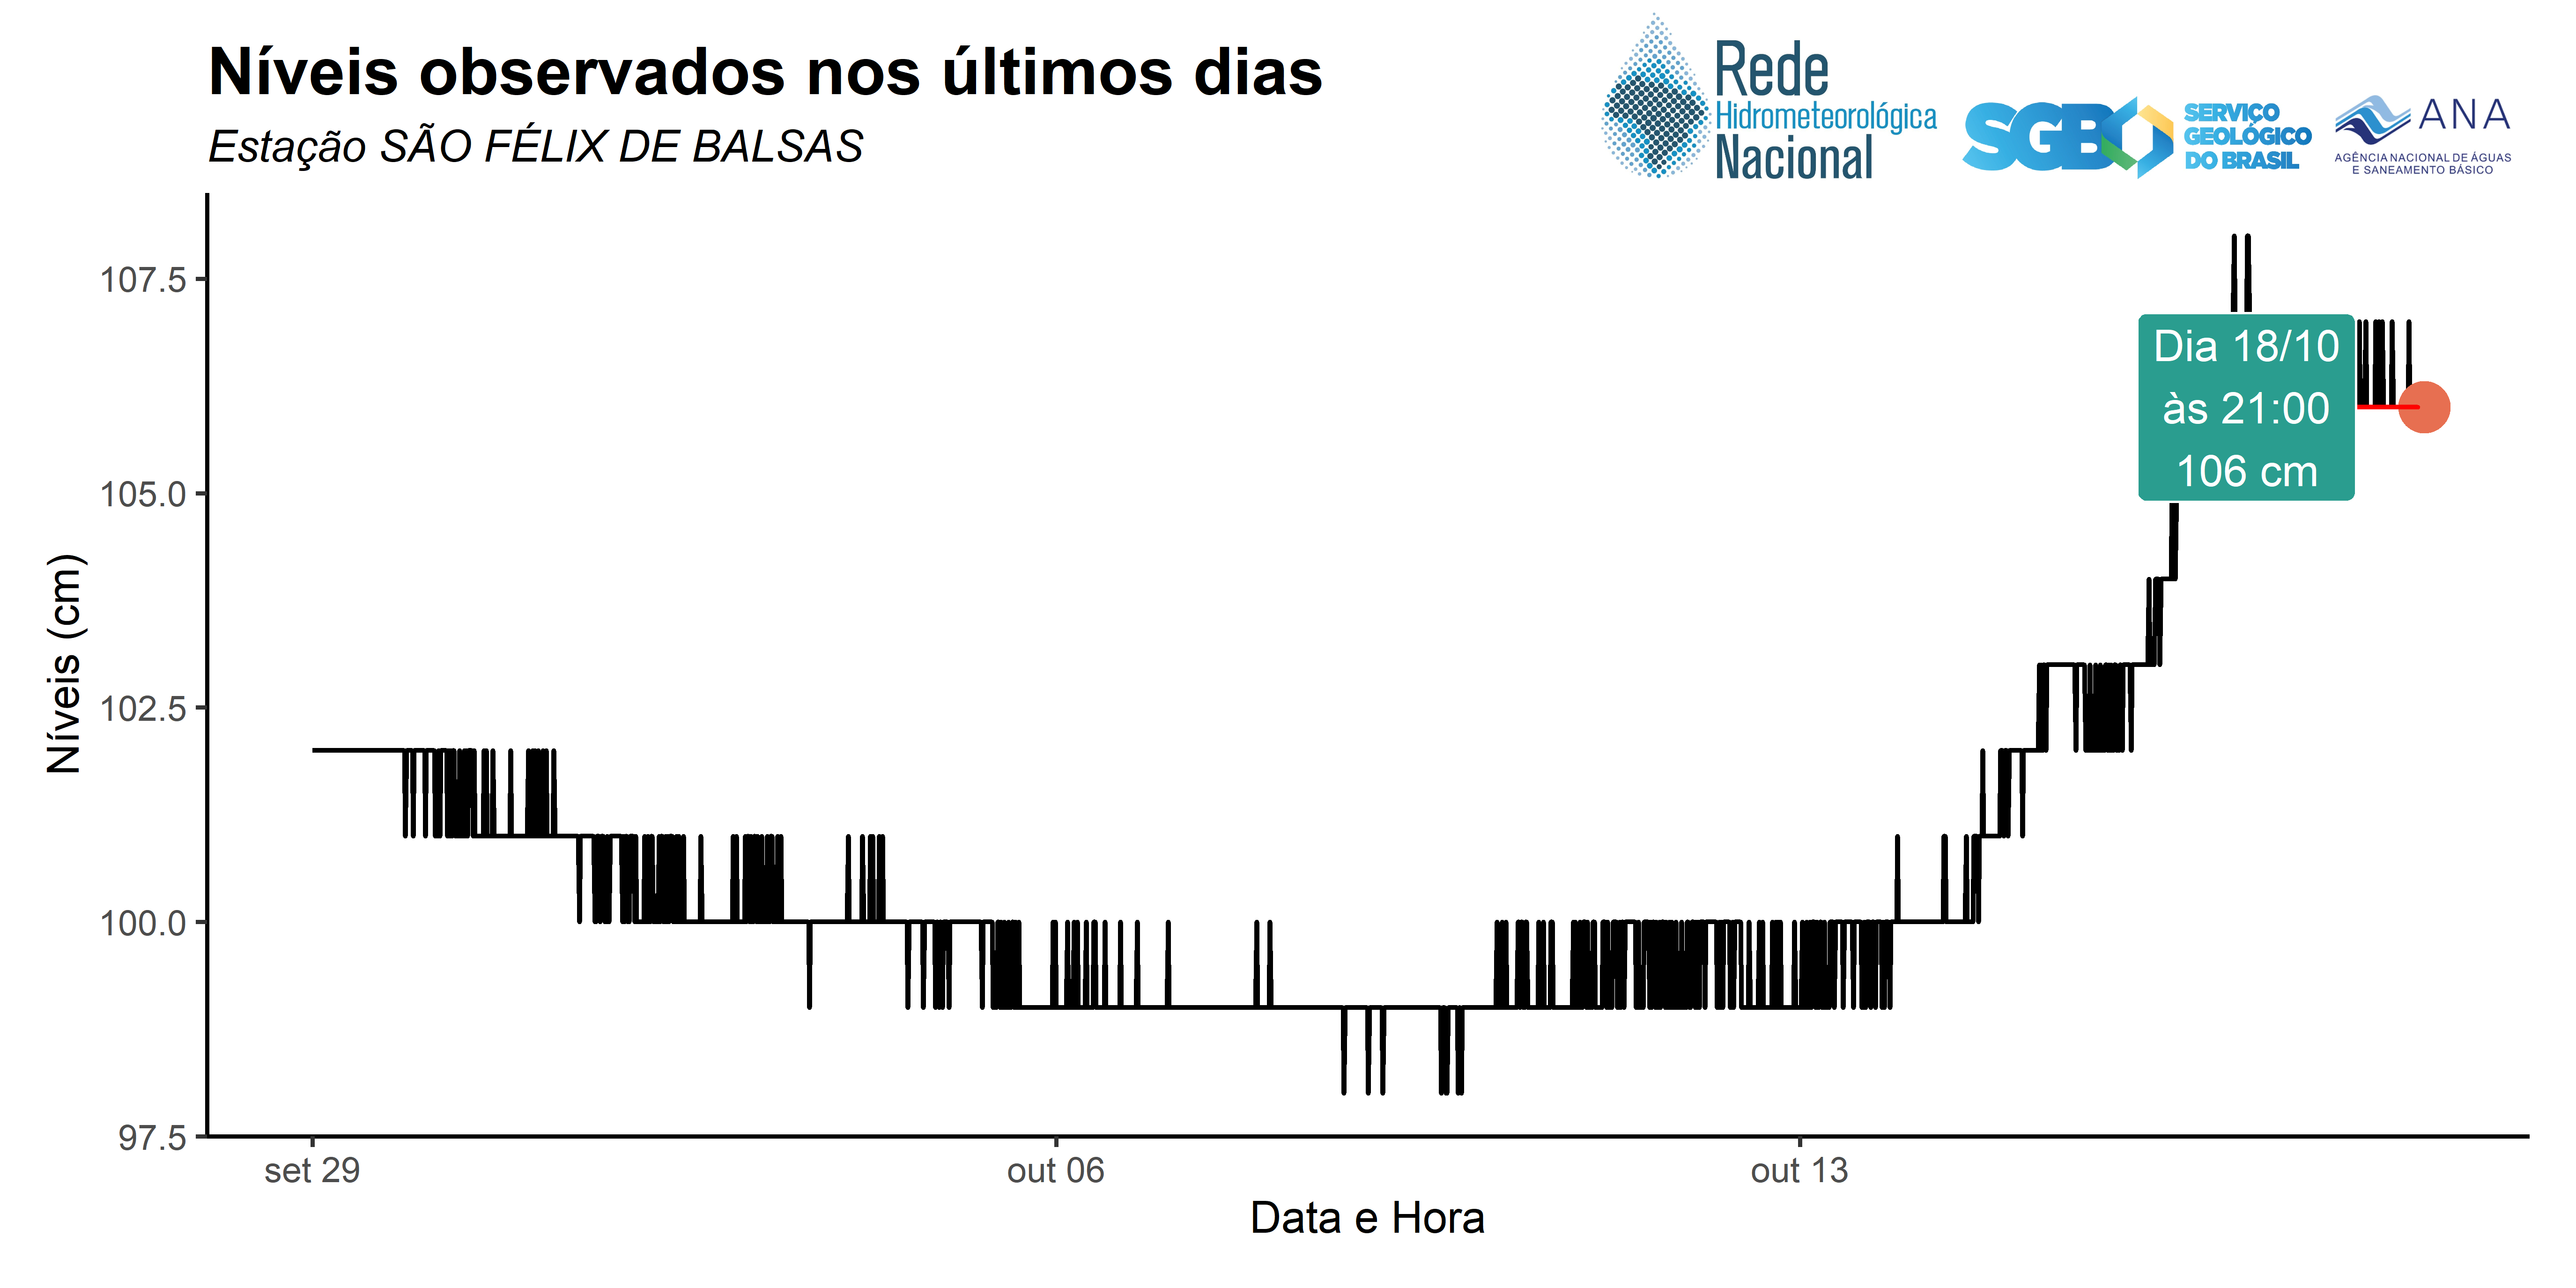 Níveis observados nos últimos dias
Estação SÃO FÉLIX DE BALSAS
Rede
Hidrometeorológica
Nacional
SGB
SERVIÇO
GEOLÓGICO
DO BRASIL
ANA
AGÊNCIA NACIONAL DE ÁGUAS
E SANEAMENTO BÁSICO
Níveis (cm)
107.5
105.0
102.5
100.0
97.5
Dia 18/10
às 21:00
106 cm
set 29
out 06
out 13
Data e Hora